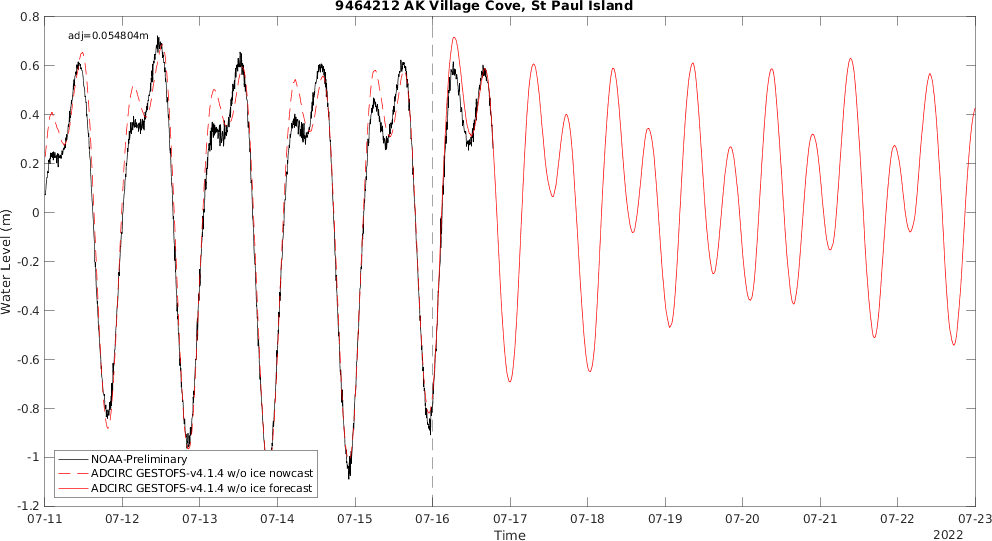 9464212 AK Village Cove, St Paul Island
adj=0.054804m
0.8
0.6
0.4
0.2
0
-0.2
-0.4
-0.6
-0.8
-1
-1.2
Water Level (m)
NOAA-Preliminary
ADCIRC GESTOFS-v4.1.4 w/o ice nowcast
ADCIRC GESTOFS-v4.1.4 w/o ice forecast
07-11 07-12 07-13 07-14 07-15 07-16 07-17 07-18 07-19 07-20 07-21 07-22 07-23
Time
2022